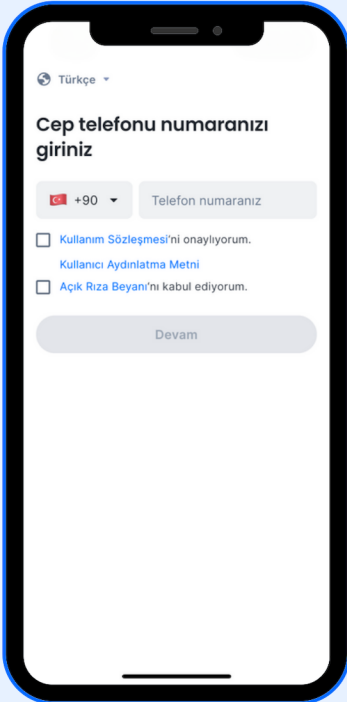 Türkçe
Cep telefonu numaranızı
giriniz
+90
Telefon numaranız
Kullanım Sözleşmesi'ni onaylıyorum.
Kullanıcı Aydınlatma Metni
Açık Rıza Beyanı'nı kabul ediyorum.
Devam